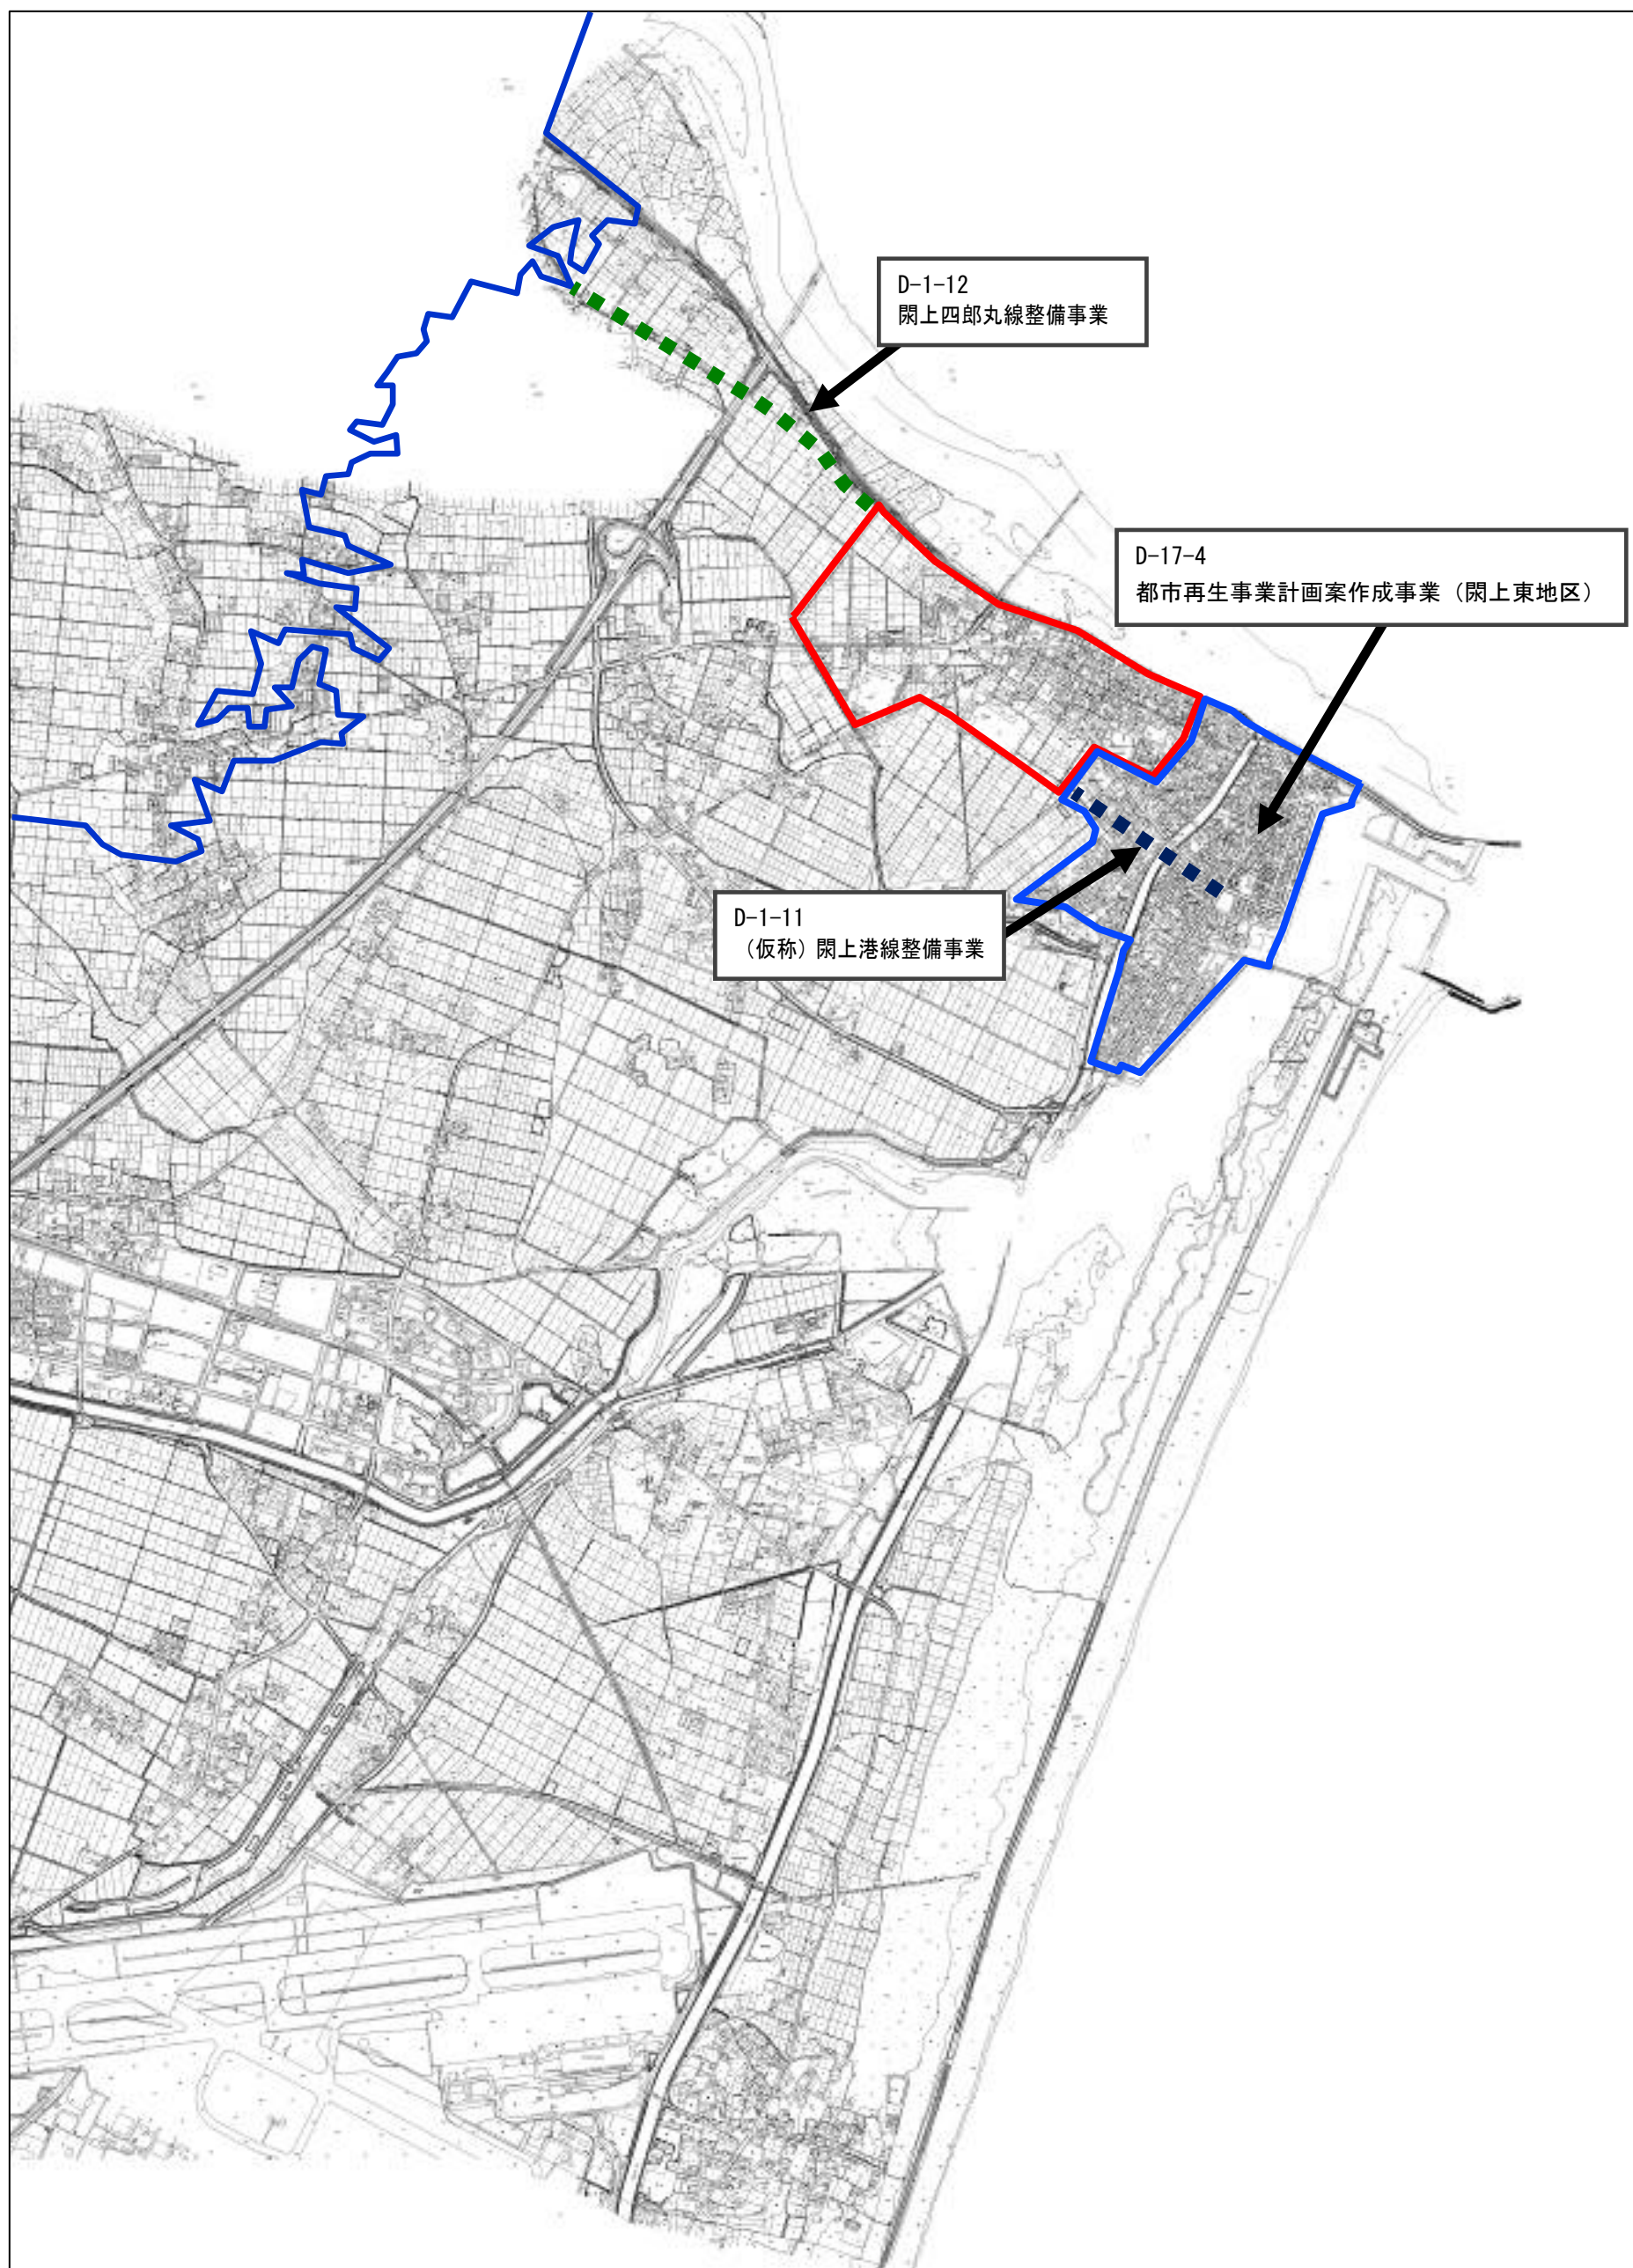 D-1-12
閖上四郎丸線整備事業
D-17-4
都市再生事業計画案作成事業（閖上東地区）
D-1-11
（仮称）閖上港線整備事業